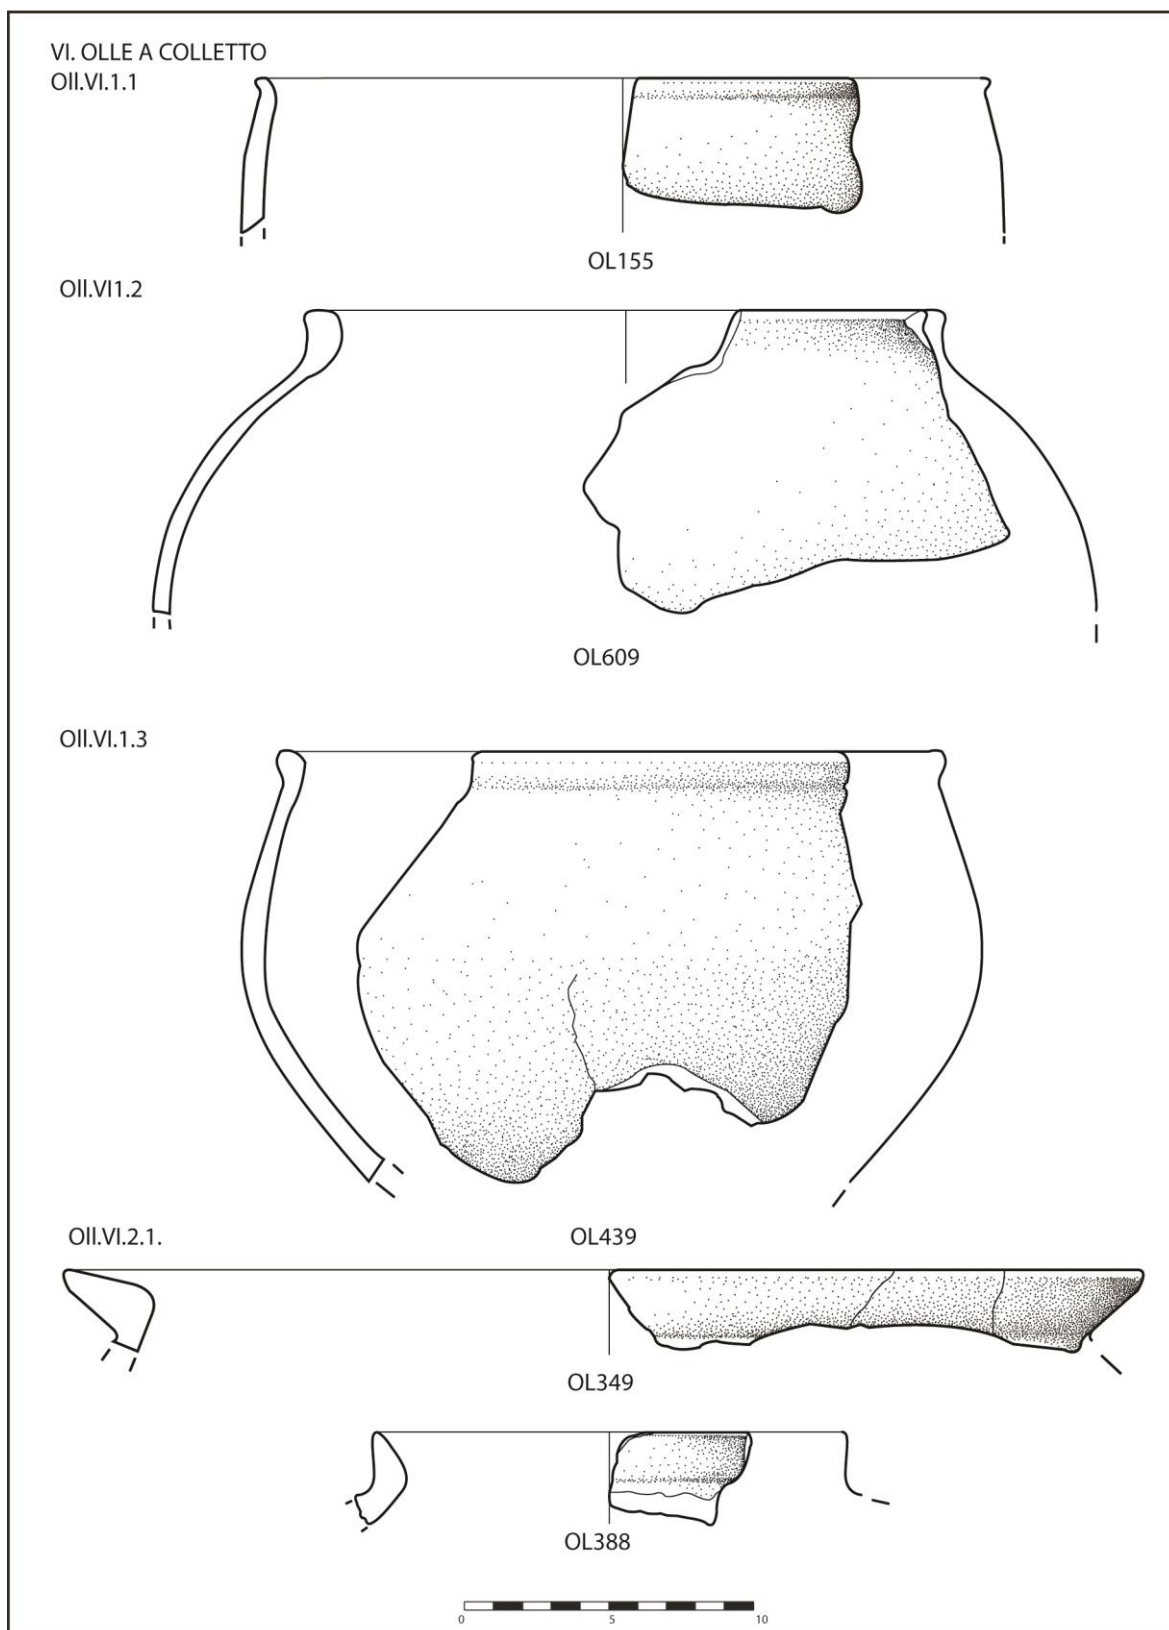 VI. OLLE A COLLETTO
Oll.VI.1.1
OL155
Oll.VI1.2
OL609
Oll.VI.1.3
OL439
Oll.VI.2.1.
OL349
OL388
0 5 10